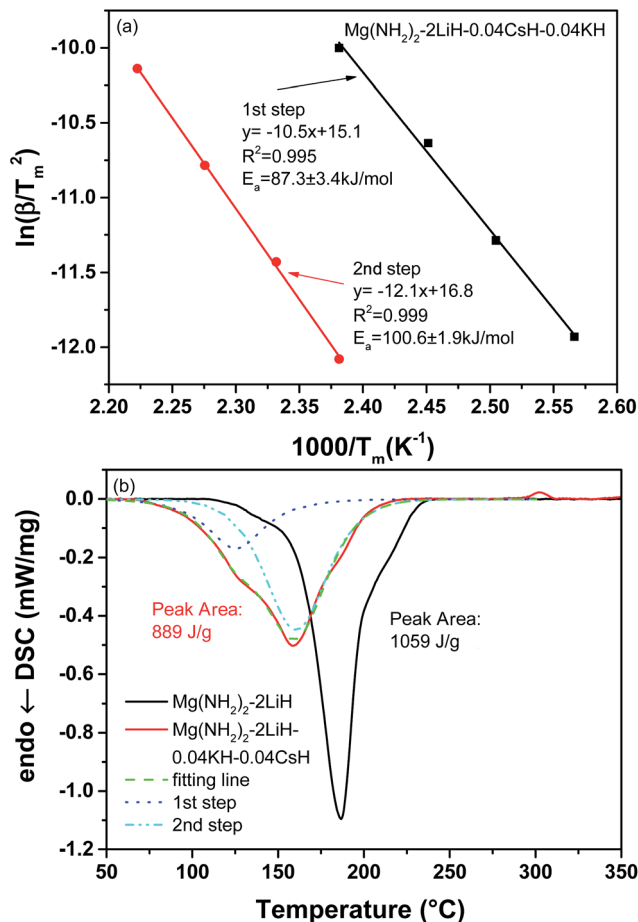 (a)
Mg(NH₂)₂-2LiH-0.04CsH-0.04KH
-10.0
-10.5
-11.0
-11.5
-12.0
ln(β/Tₘ²)
1st step
y= -10.5x+15.1
R²=0.995
Eₐ=87.3±3.4kJ/mol
2nd step
y= -12.1x+16.8
R²=0.999
Eₐ=100.6±1.9kJ/mol
2.20 2.25 2.30 2.35 2.40 2.45 2.50 2.55 2.60
1000/Tₘ(K⁻¹)
(b)
0.0
-0.2
-0.4
-0.6
-0.8
-1.0
-1.2
endo ← DSC (mW/mg)
Peak Area:
889 J/g
Peak Area:
1059 J/g
Mg(NH₂)₂-2LiH
Mg(NH₂)₂-2LiH-
0.04KH-0.04CsH
fitting line
1st step
2nd step
50 100 150 200 250 300 350
Temperature (°C)